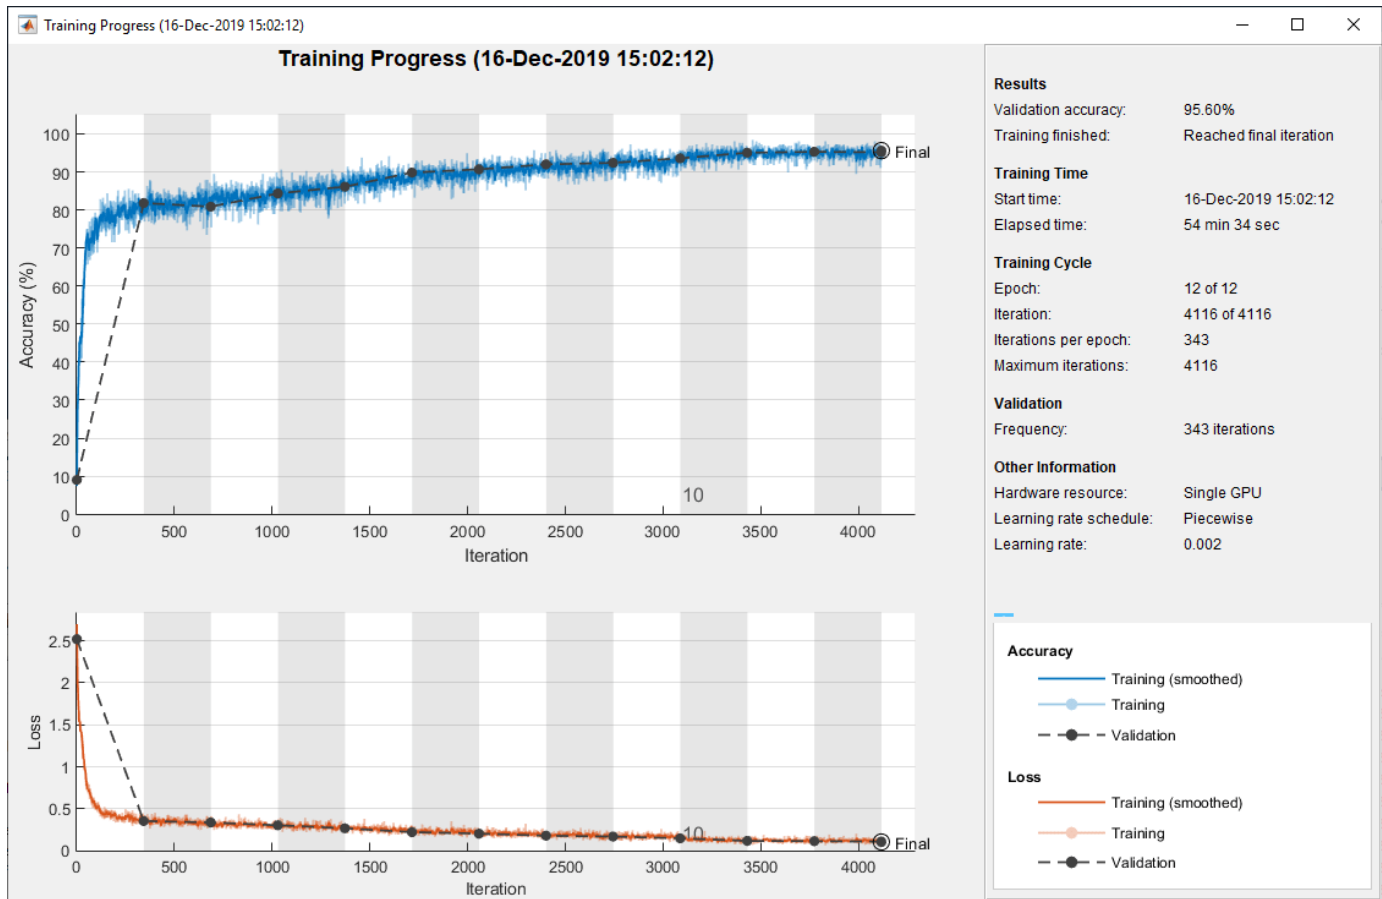 Training Progress (16-Dec-2019 15:02:12)
Training Progress (16-Dec-2019 15:02:12)
100
90
80
70
60
50
40
30
20
10
0
Accuracy (%)
Final
10
0 500 1000 1500 2000 2500 3000 3500 4000
Iteration
2.5
2
1.5
1
0.5
0
Loss
10
Final
0 500 1000 1500 2000 2500 3000 3500 4000
Iteration
Results
Validation accuracy: 95.60%
Training finished: Reached final iteration
Training Time
Start time: 16-Dec-2019 15:02:12
Elapsed time: 54 min 34 sec
Training Cycle
Epoch: 12 of 12
Iteration: 4116 of 4116
Iterations per epoch: 343
Maximum iterations: 4116
Validation
Frequency: 343 iterations
Other Information
Hardware resource: Single GPU
Learning rate schedule: Piecewise
Learning rate: 0.002
Accuracy
Training (smoothed)
Training
Validation
Loss
Training (smoothed)
Training
Validation